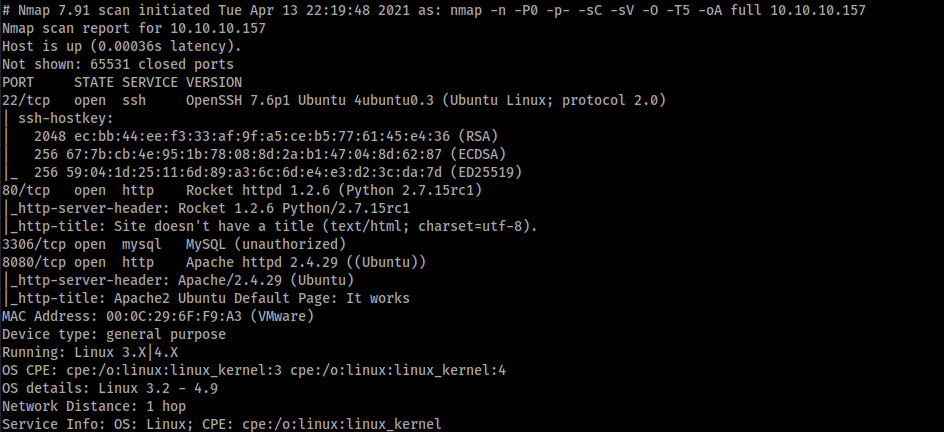 # Nmap 7.91 scan initiated Tue Apr 13 22:19:48 2021 as: nmap -n -P0 -p- -sC -sV -O -T5 -oA full 10.10.10.157
Nmap scan report for 10.10.10.157
Host is up (0.00036s latency).
Not shown: 65531 closed ports
PORT     STATE SERVICE VERSION
22/tcp   open  ssh     OpenSSH 7.6p1 Ubuntu 4ubuntu0.3 (Ubuntu Linux; protocol 2.0)
| ssh-hostkey:
|   2048 ec:bb:44:ee:f3:33:af:9f:a5:ce:b5:77:61:45:e4:36 (RSA)
|   256 67:7b:cb:4e:95:1b:78:08:8d:2a:b1:47:04:8d:62:87 (ECDSA)
|_  256 59:04:1d:25:11:6d:89:a3:6c:6d:e4:e3:d2:3c:da:7d (ED25519)
80/tcp   open  http    Rocket httpd 1.2.6 (Python 2.7.15rc1)
|_http-server-header: Rocket 1.2.6 Python/2.7.15rc1
|_http-title: Site doesn't have a title (text/html; charset=utf-8).
3306/tcp open  mysql   MySQL (unauthorized)
8080/tcp open  http    Apache httpd 2.4.29 ((Ubuntu))
|_http-server-header: Apache/2.4.29 (Ubuntu)
|_http-title: Apache2 Ubuntu Default Page: It works
MAC Address: 00:0C:29:6F:F9:A3 (VMware)
Device type: general purpose
Running: Linux 3.X|4.X
OS CPE: cpe:/o:linux:linux_kernel:3 cpe:/o:linux:linux_kernel:4
OS details: Linux 3.2 - 4.9
Network Distance: 1 hop
Service Info: OS: Linux; CPE: cpe:/o:linux:linux_kernel